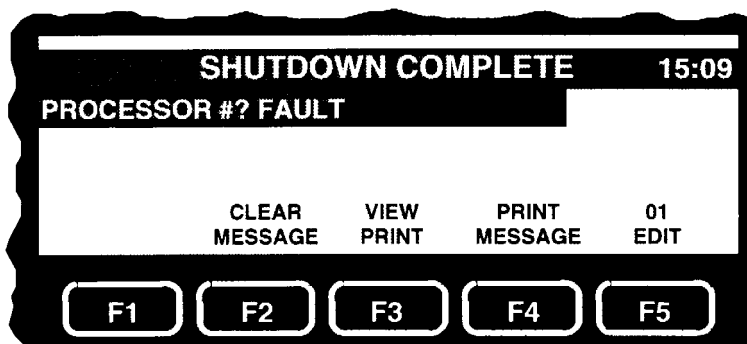 SHUTDOWN COMPLETE 15:09
PROCESSOR #? FAULT
CLEAR VIEW PRINT 01
MESSAGE PRINT MESSAGE EDIT
F1 F2 F3 F4 F5